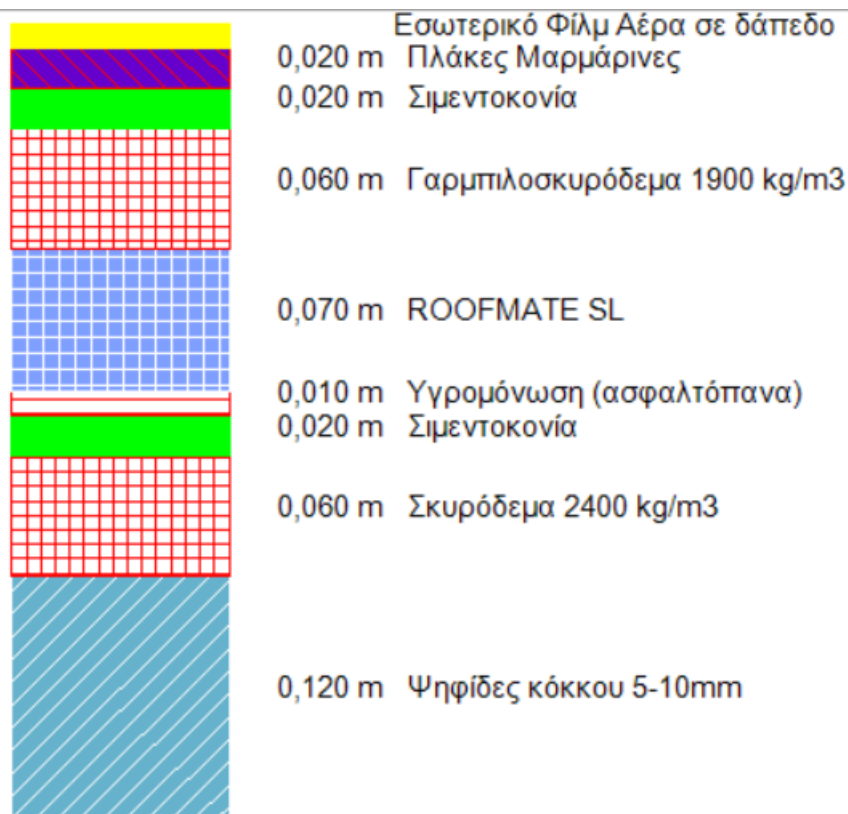 Εσωτερικό Φίλμ Αέρα σε δάπεδο
0,020 m Πλάκες Μαρμάρινες
0,020 m Σιμεντοκονία
0,060 m Γαρμπιλοσκυρόδεμα 1900 kg/m3
0,070 m ROOFMATE SL
0,010 m Υγρομόνωση (ασφαλτόπανα)
0,020 m Σιμεντοκονία
0,060 m Σκυρόδεμα 2400 kg/m3
0,120 m Ψηφίδες κόκκου 5-10mm